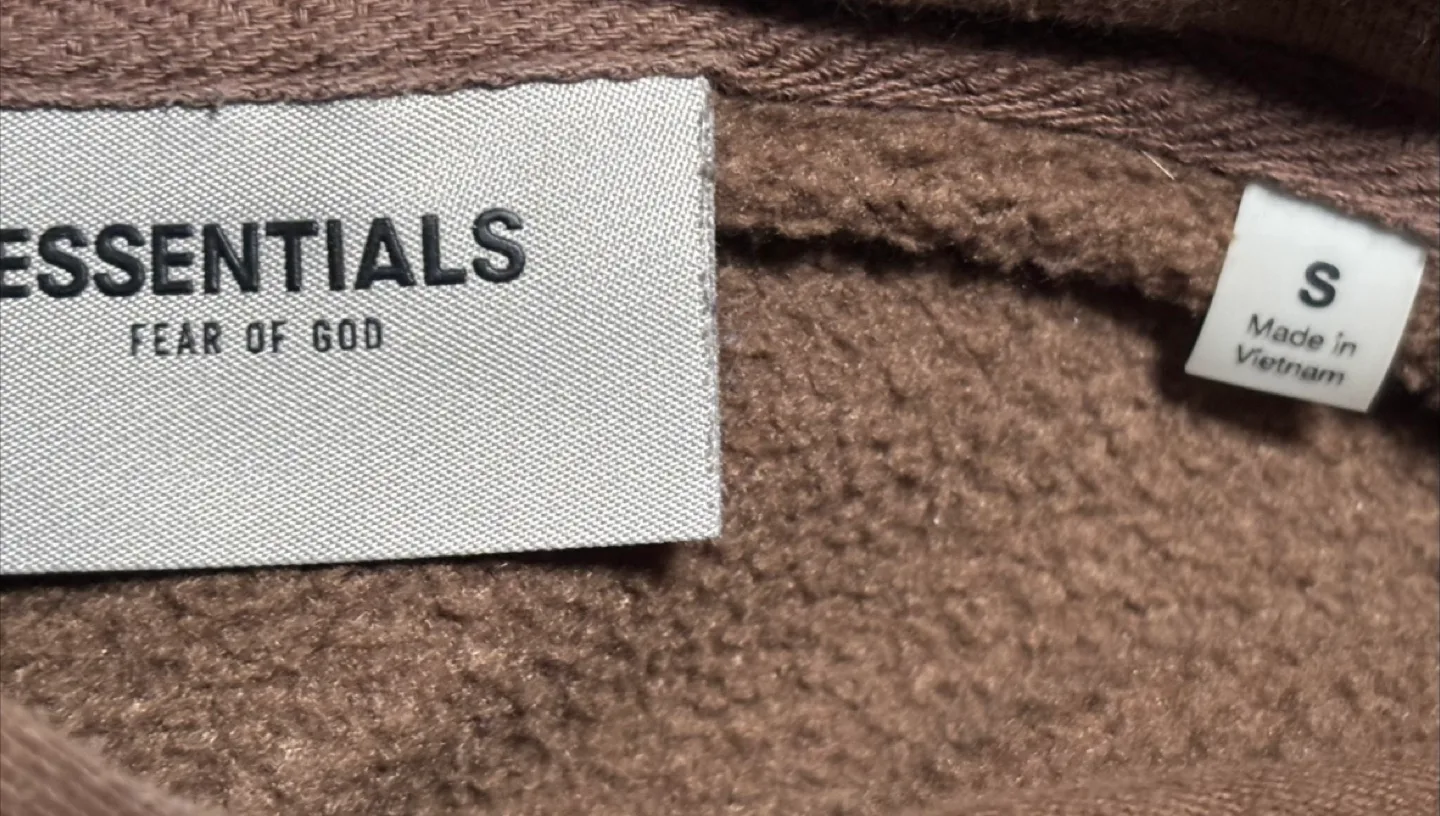 ESSENTIALS
FEAR OF GOD
S
Made in
Vietnam